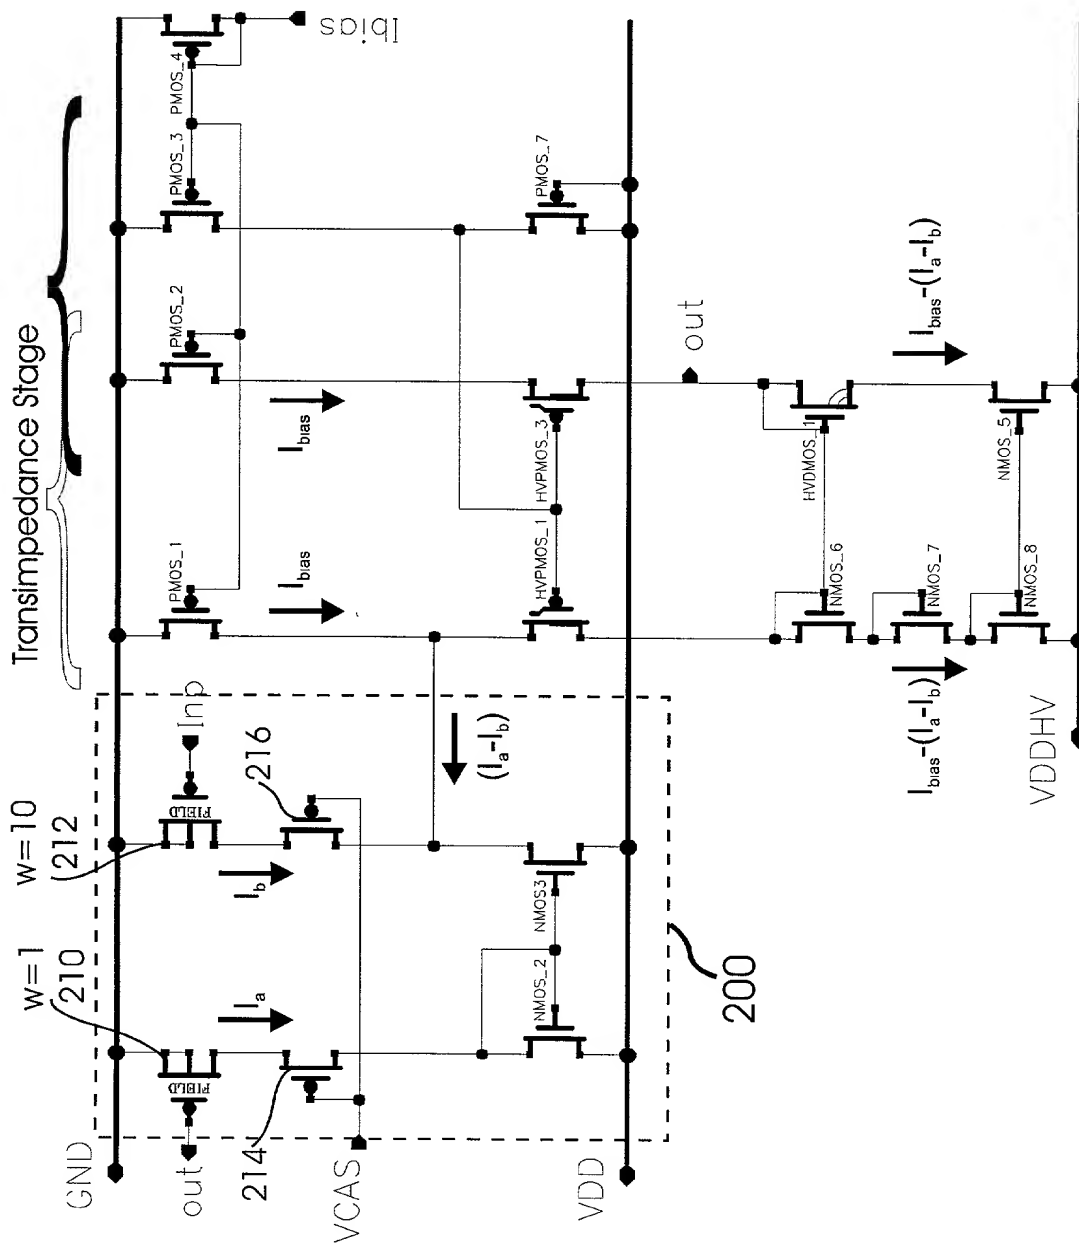 Transimpedance Stage
w=1
210
w=10
212
GND
out
FIELD
FIELD
Inp
PMOS_1
PMOS_2
PMOS_3
PMOS_4
Ibias
Ia
Ib
214
216
VCAS
Ibias
Ibias
(Ia-Ib)
NMOS_2
NMOS3
HVPMOS_1
HVPMOS_3
PMOS_7
VDD
200
out
NMOS_6
HVDMOS_1
NMOS_7
NMOS_8
NMOS_5
Ibias-(Ia-Ib)
Ibias-(Ia-Ib)
VDDHV